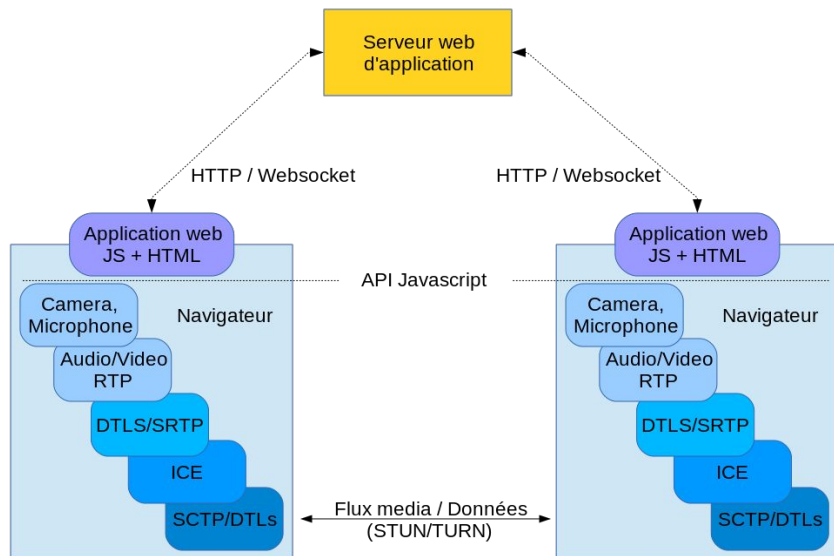 Serveur web
d'application
HTTP / Websocket
HTTP / Websocket
Application web
JS + HTML
Application web
JS + HTML
API Javascript
Camera,
Microphone
Navigateur
Audio/Video
RTP
DTLS/SRTP
ICE
SCTP/DTLs
Flux media / Données
(STUN/TURN)
Camera,
Microphone
Navigateur
Audio/Video
RTP
DTLS/SRTP
ICE
SCTP/DTLs